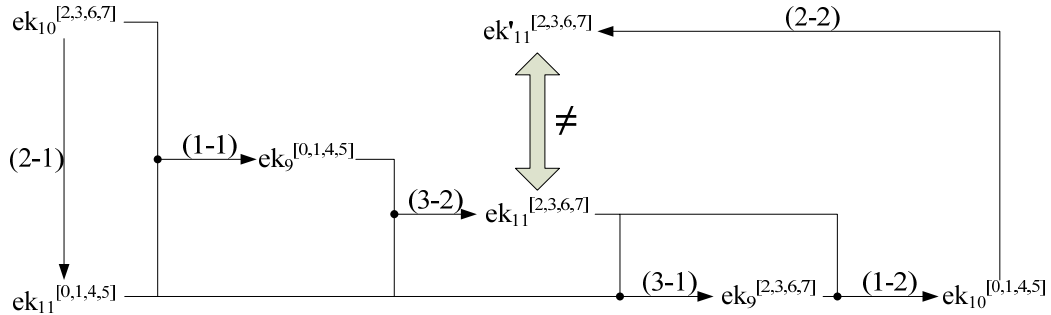 ek₁₀[2,3,6,7]
ek'₁₁[2,3,6,7]
(2-2)
≠
(2-1)
(1-1)
ek₉[0,1,4,5]
(3-2)
ek₁₁[2,3,6,7]
ek₁₁[0,1,4,5]
(3-1)
ek₉[2,3,6,7]
(1-2)
ek₁₀[0,1,4,5]